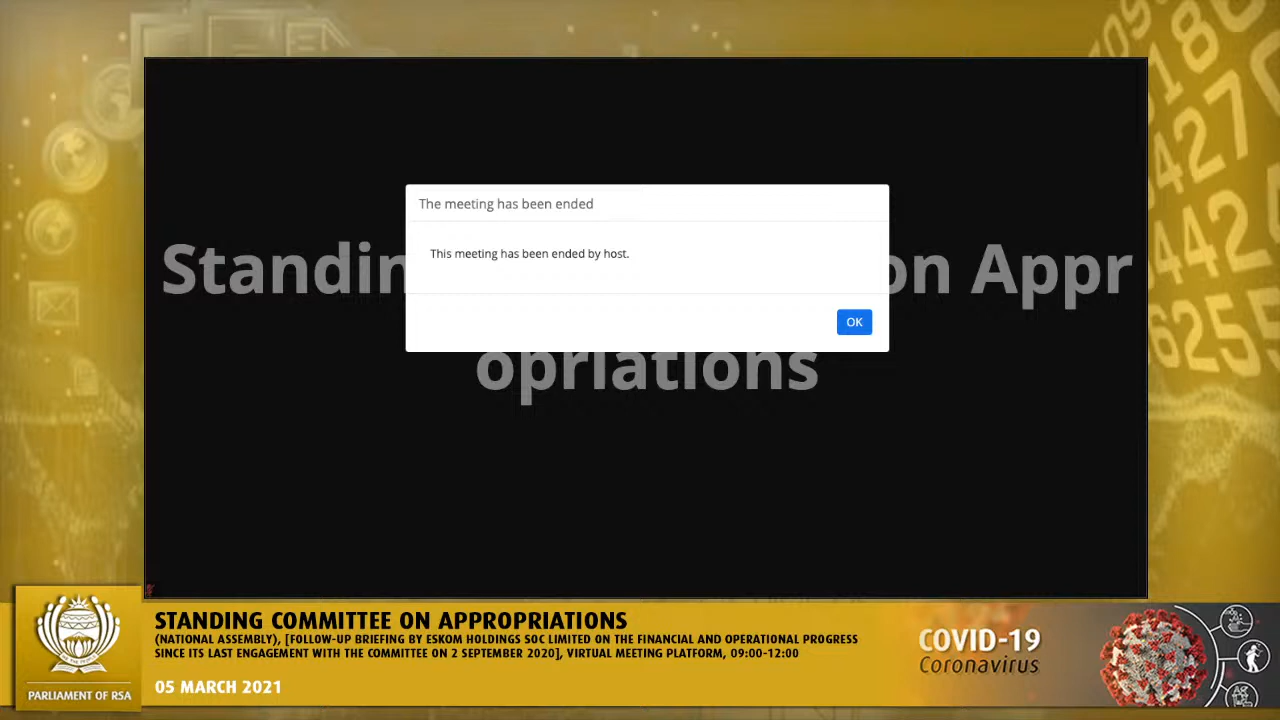 The meeting has been ended
This meeting has been ended by host.
OK
on Appr
opriations
STANDING COMMITTEE ON APPROPRIATIONS
(NATIONAL ASSEMBLY), [FOLLOW-UP BRIEFING BY ESKOM HOLDINGS SOC LIMITED ON THE FINANCIAL AND OPERATIONAL PROGRESS
SINCE ITS LAST ENGAGEMENT WITH THE COMMITTEE ON 2 SEPTEMBER 2020], VIRTUAL MEETING PLATFORM, 09:00-12:00
05 MARCH 2021
PARLIAMENT OF RSA
COVID-19
Coronavirus